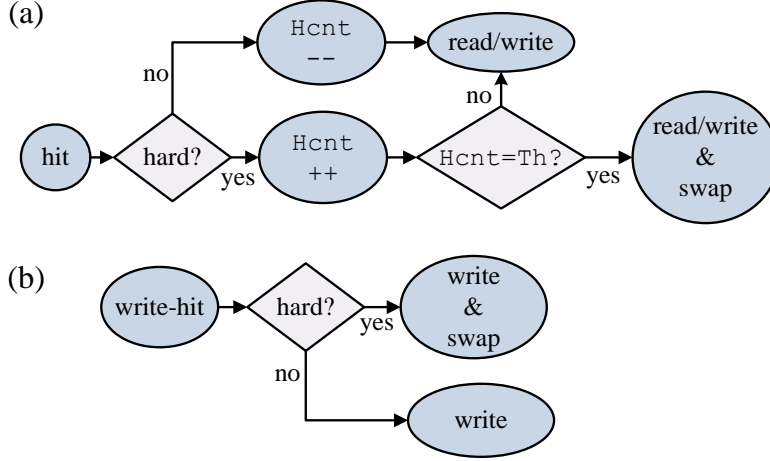 (a)
Hcnt
--
read/write
no
no
hit
hard?
yes
Hcnt
++
Hcnt=Th?
yes
read/write
&
swap
(b)
write-hit
hard?
yes
write
&
swap
no
write